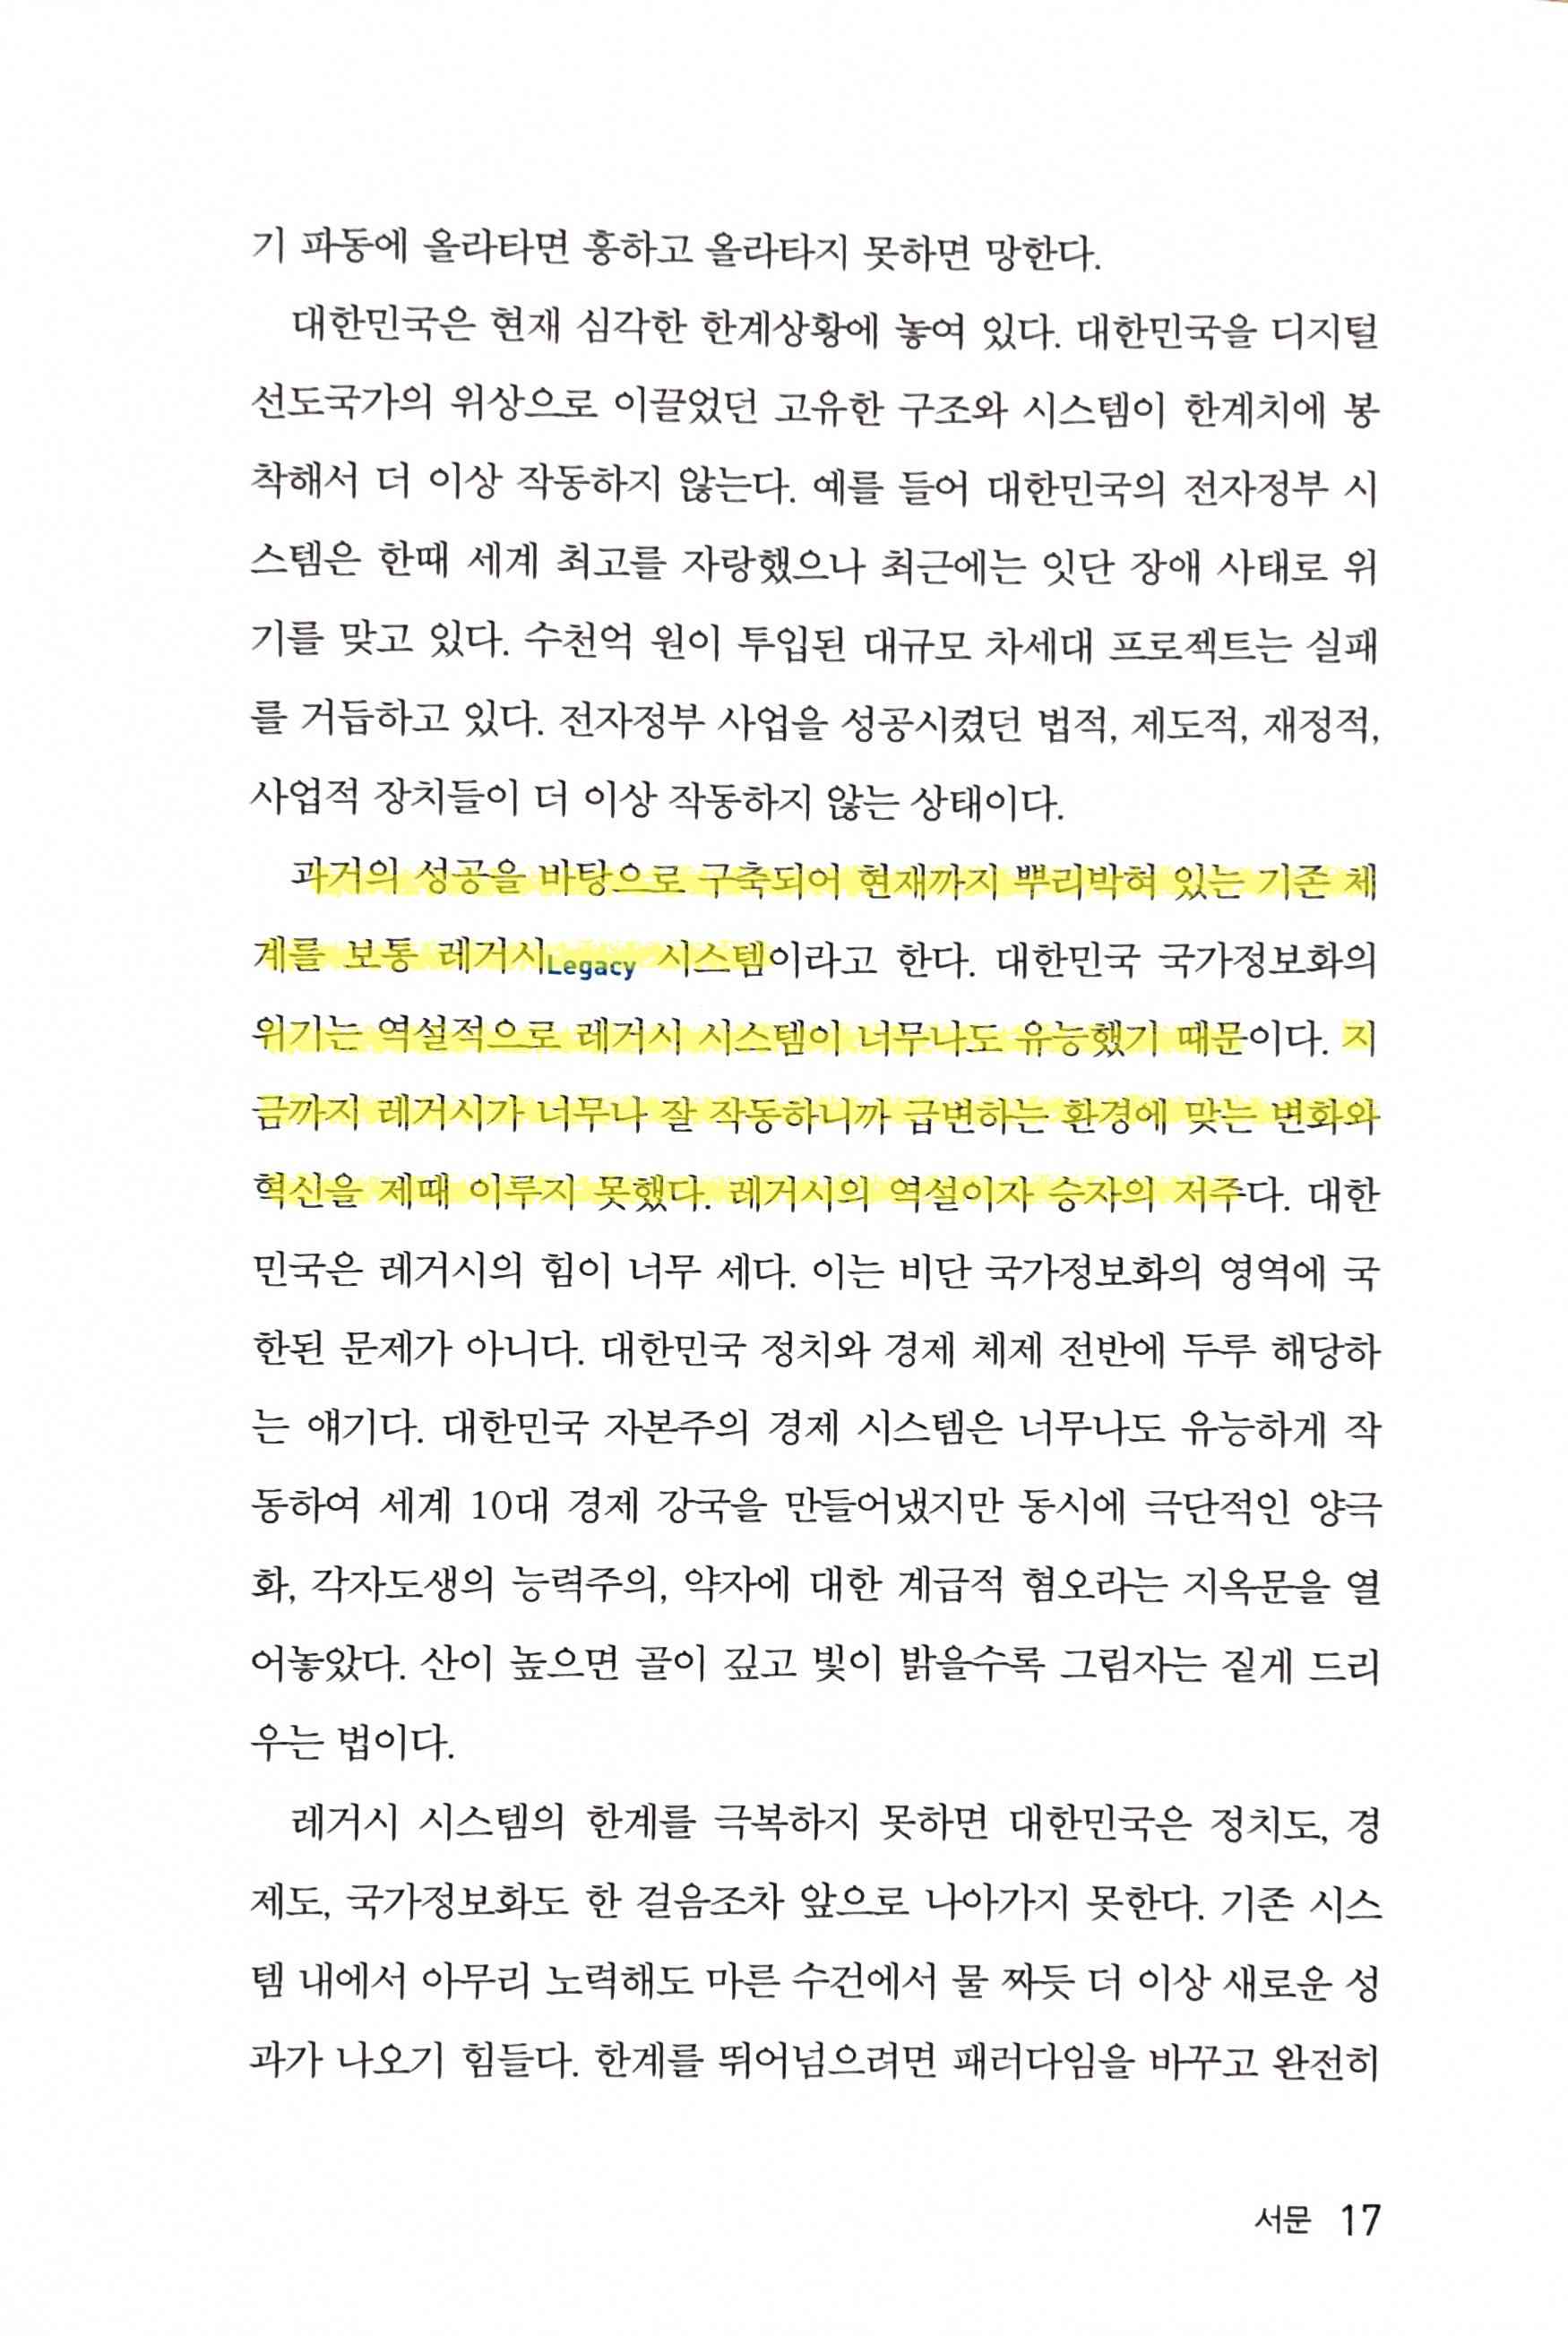 기 파동에 올라타면 흥하고 올라타지 못하면 망한다.
대한민국은 현재 심각한 한계상황에 놓여 있다. 대한민국을 디지털
선도국가의 위상으로 이끌었던 고유한 구조와 시스템이 한계치에 봉
착해서 더 이상 작동하지 않는다. 예를 들어 대한민국의 전자정부 시
스템은 한때 세계 최고를 자랑했으나 최근에는 잇단 장애 사태로 위
기를 맞고 있다. 수천억 원이 투입된 대규모 차세대 프로젝트는 실패
를 거듭하고 있다. 전자정부 사업을 성공시켰던 법적, 제도적, 재정적,
사업적 장치들이 더 이상 작동하지 않는 상태이다.
과거의 성공을 바탕으로 구축되어 현재까지 뿌리박혀 있는 기존 체
계를 보통 레거시Legacy 시스템이라고 한다. 대한민국 국가정보화의
위기는 역설적으로 레거시 시스템이 너무나도 유능했기 때문이다. 지
금까지 레거시가 너무나 잘 작동하니까 급변하는 환경에 맞는 변화와
혁신을 제때 이루지 못했다. 레거시의 역설이자 승자의 저주다. 대한
민국은 레거시의 힘이 너무 세다. 이는 비단 국가정보화의 영역에 국
한된 문제가 아니다. 대한민국 정치와 경제 체제 전반에 두루 해당하
는 얘기다. 대한민국 자본주의 경제 시스템은 너무나도 유능하게 작
동하여 세계 10대 경제 강국을 만들어냈지만 동시에 극단적인 양극
화, 각자도생의 능력주의, 약자에 대한 계급적 혐오라는 지옥문을 열
어놓았다. 산이 높으면 골이 깊고 빛이 밝을수록 그림자는 짙게 드리
우는 법이다.
레거시 시스템의 한계를 극복하지 못하면 대한민국은 정치도, 경
제도, 국가정보화도 한 걸음조차 앞으로 나아가지 못한다. 기존 시스
템 내에서 아무리 노력해도 마른 수건에서 물 짜듯 더 이상 새로운 성
과가 나오기 힘들다. 한계를 뛰어넘으려면 패러다임을 바꾸고 완전히
서문 17